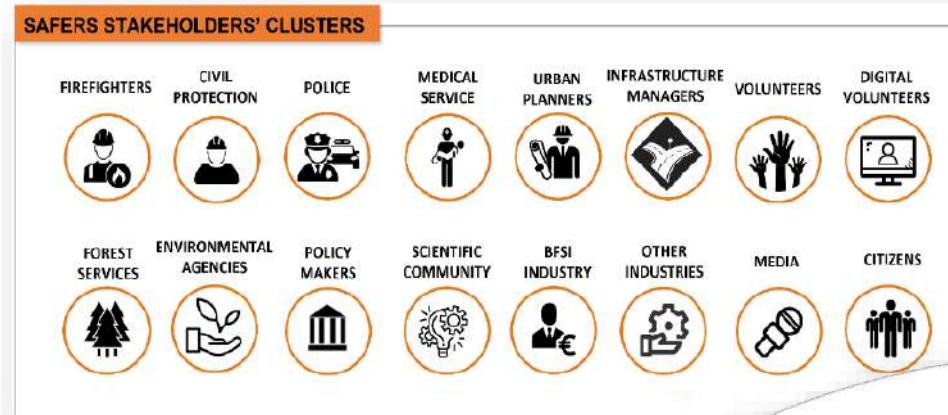 SAFERS STAKEHOLDERS' CLUSTERS
FIREFIGHTERS
CIVIL
PROTECTION
POLICE
MEDICAL
SERVICE
URBAN
PLANNERS
INFRASTRUCTURE
MANAGERS
VOLUNTEERS
DIGITAL
VOLUNTEERS
FOREST
SERVICES
ENVIRONMENTAL
AGENCIES
POLICY
MAKERS
SCIENTIFIC
COMMUNITY
BFSI
INDUSTRY
€
OTHER
INDUSTRIES
MEDIA
CITIZENS